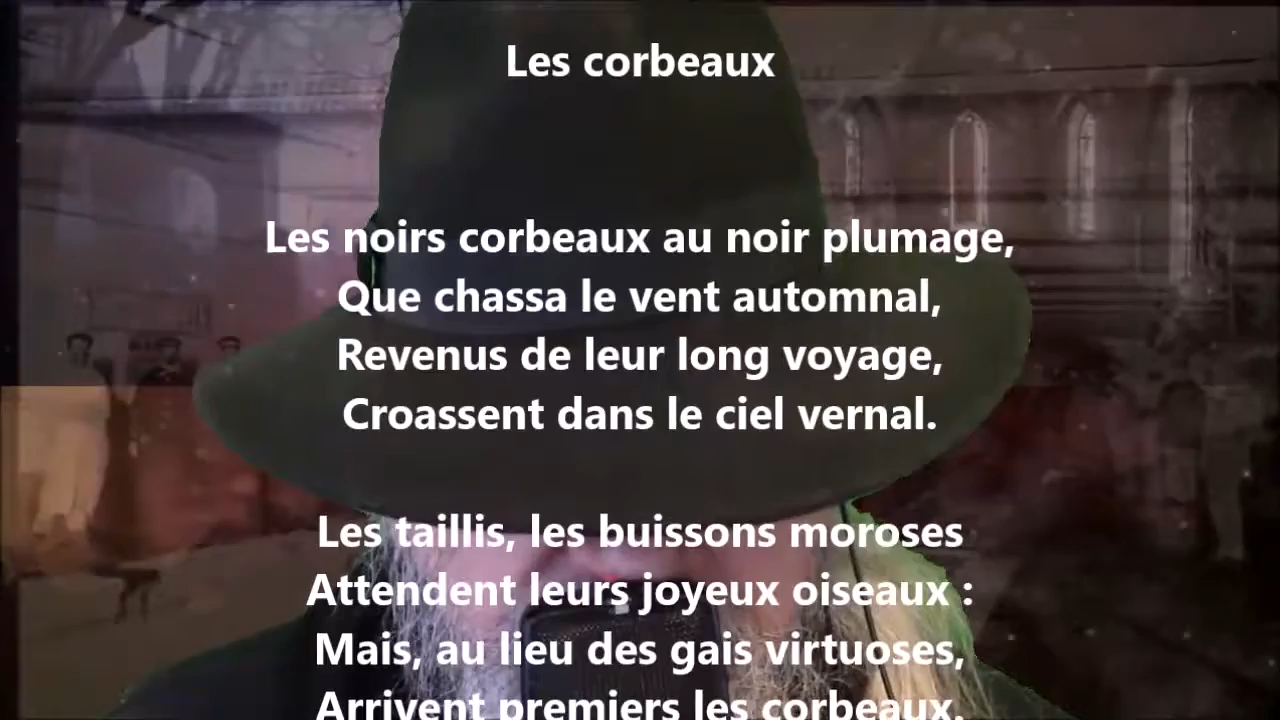 Les corbeaux
Les noirs corbeaux au noir plumage,
Que chassa le vent automnal,
Revenus de leur long voyage,
Croassent dans le ciel vernal.
Les taillis, les buissons moroses
Attendent leurs joyeux oiseaux :
Mais, au lieu des gais virtuoses,
Arrivent premiers les corbeaux.